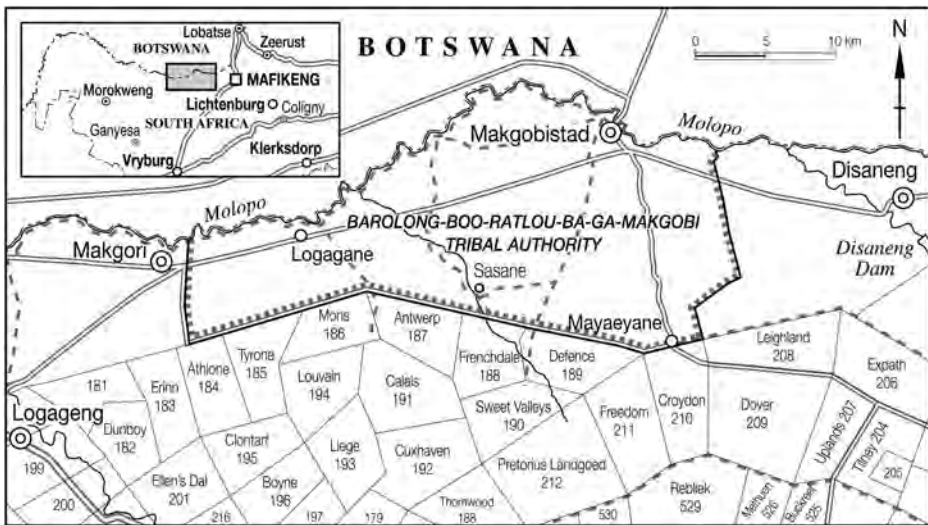 Lobatse
BOTSWANA
Zeerust
MAFIKENG
Morokweng
Lichtenburg
Coligny
SOUTH AFRICA
Ganyesa
Klerksdorp
Vryburg
BOTSWANA
0 5 10 km
N
Makgobistad
Molopo
Disaneng
Molopo
BAROLONG-BOO-RATLOU-BA-GA-MAKGOBI
TRIBAL AUTHORITY
Makgori
Logagane
Sasane
Disaneng
Dam
Mayaeyane
Mons
186
Antwerp
187
Leighland
208
Tyrona
185
Athione
184
Frenchdale
188
Defence
189
Expath
206
181
Erinn
183
Louvain
194
Calais
191
Sweet Valleys
190
Freedom
211
Croydon
210
Dover
209
Uplands 207
Tilney 204
205
Logageng
Dunboy
182
Clontarf
195
Liege
193
Cuxhaven
192
Pretorius Landgoed
212
199
Ellen's Dal
201
Boyne
196
Rebliek
529
Methuen
526
Buckreef
525
200
216
197
179
Thornwood
188
530